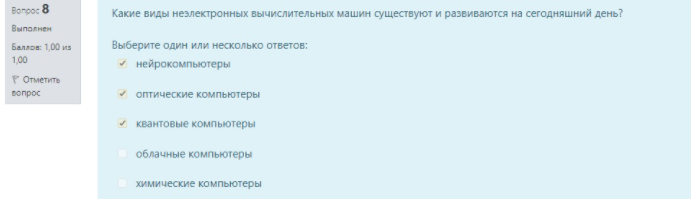 Вопрос 8
Выполнен
Баллов: 1,00 из
1,00
Отметить
вопрос
Какие виды неэлектронных вычислительных машин существуют и развиваются на сегодняшний день?
Выберите один или несколько ответов:
нейрокомпьютеры
оптические компьютеры
квантовые компьютеры
облачные компьютеры
химические компьютеры